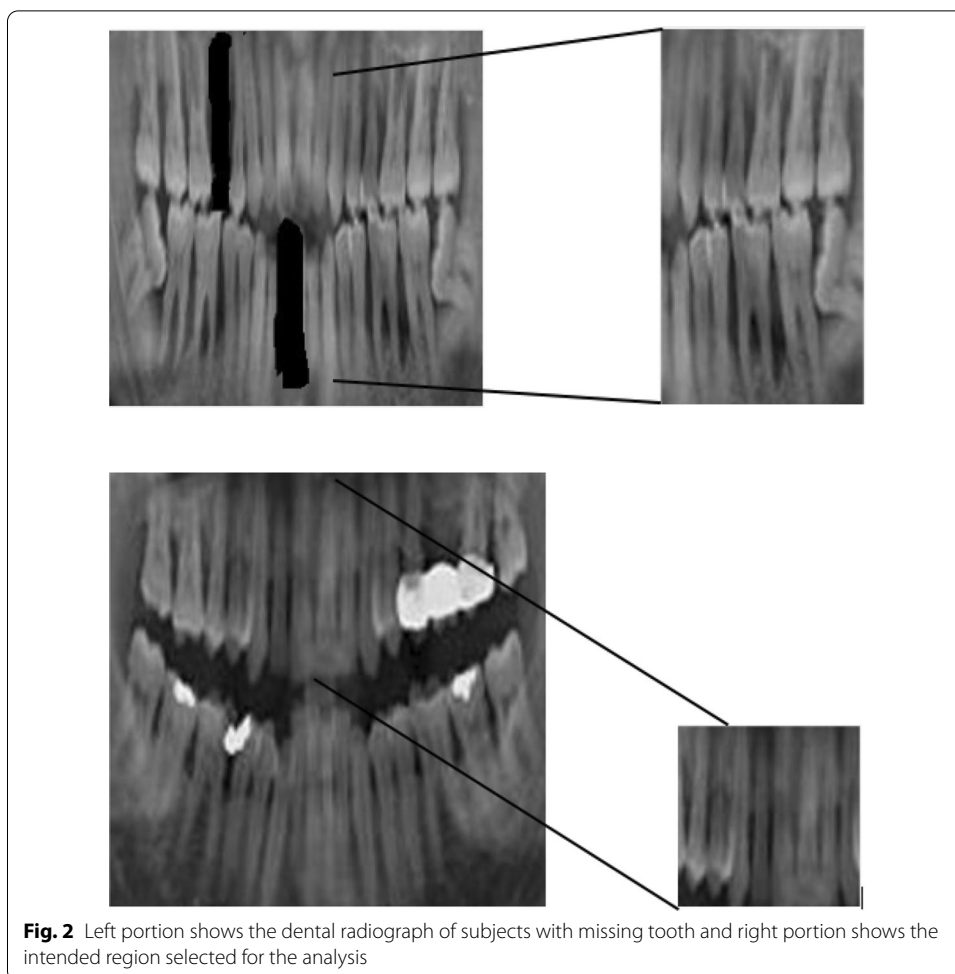 Fig. 2 Left portion shows the dental radiograph of subjects with missing tooth and right portion shows the
intended region selected for the analysis